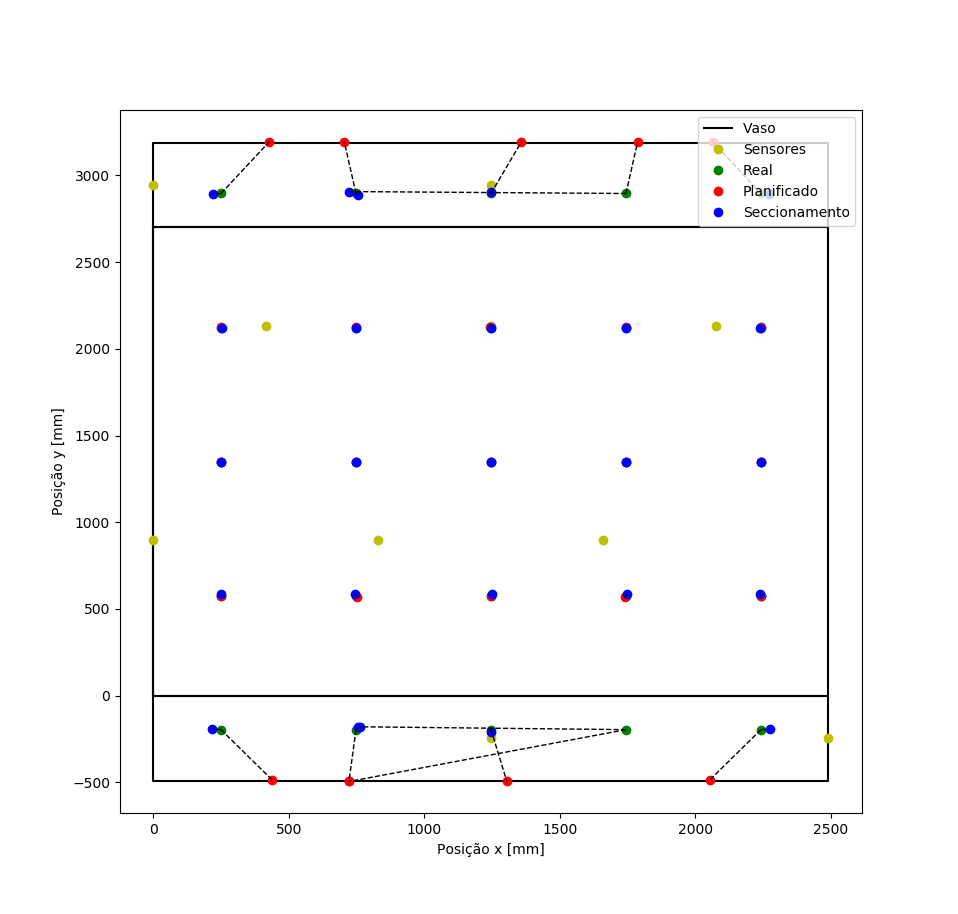 Vaso
Sensores
Real
Planificado
Seccionamento
3000
2500
2000
1500
1000
500
0
−500
Posição y [mm]
0 500 1000 1500 2000 2500
Posição x [mm]